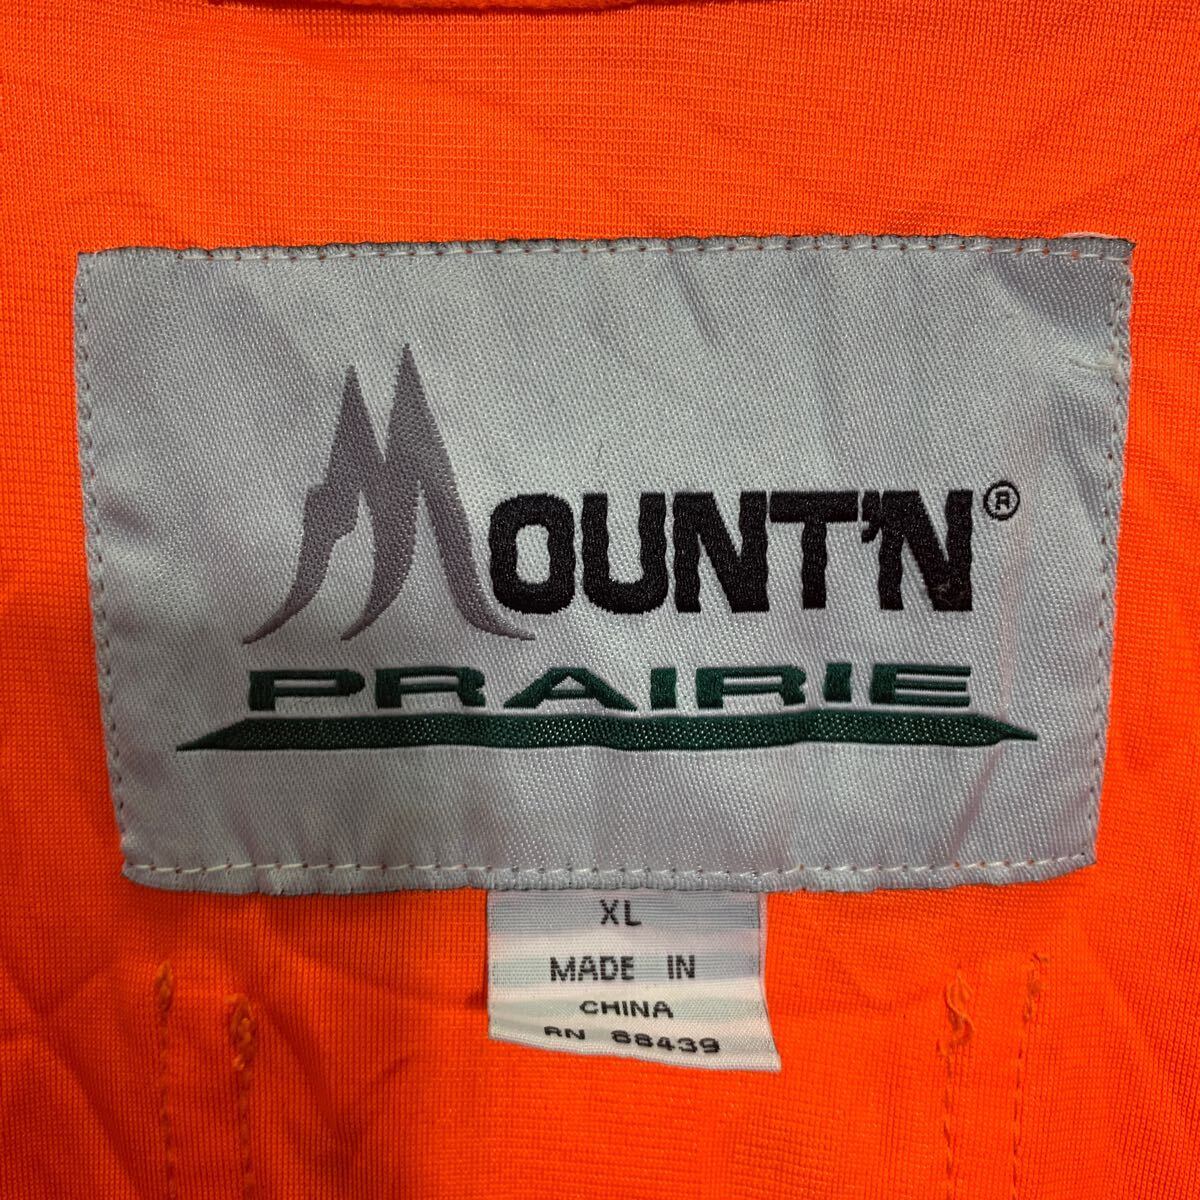 MOUNT'N®
PRAIRIE
XL
MADE IN
CHINA
RN 88439